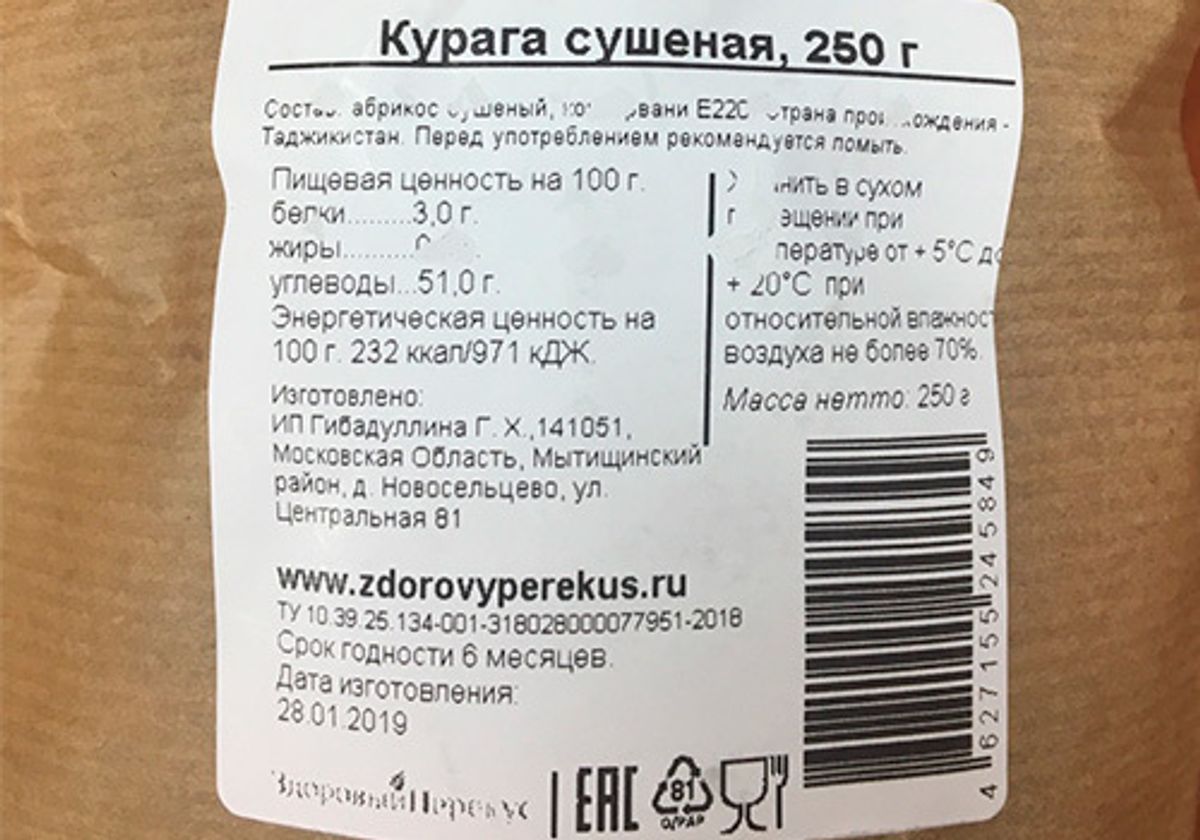 Курага сушеная, 250 г
абрикос Е220 -
Таджикистан. Перед употреблением рекомендуется помыть.
Пищевая ценность на 100 г.
белки.........3,0 г.
жиры..........
углеводы...51,0 г.
Энергетическая ценность на
100 г. 232 ккал/971 кДЖ.
Изготовлено:
ИП Гибадуллина Г. Х.,141051,
Московская Область, Мытищинский
район, д. Новосельцево, ул.
Центральная 81
www.zdorovyperekus.ru
ТУ 10.39.25.134-001-318028000077951-2018
Срок годности 6 месяцев.
Дата изготовления:
28.01.2019
в сухом
при
от + 5°С до
+ 20°С при
относительной влажност
воздуха не более 70%.
Масса нетто: 250 г
4 627155 245849
Здоровый Перекус
ЕАС
81